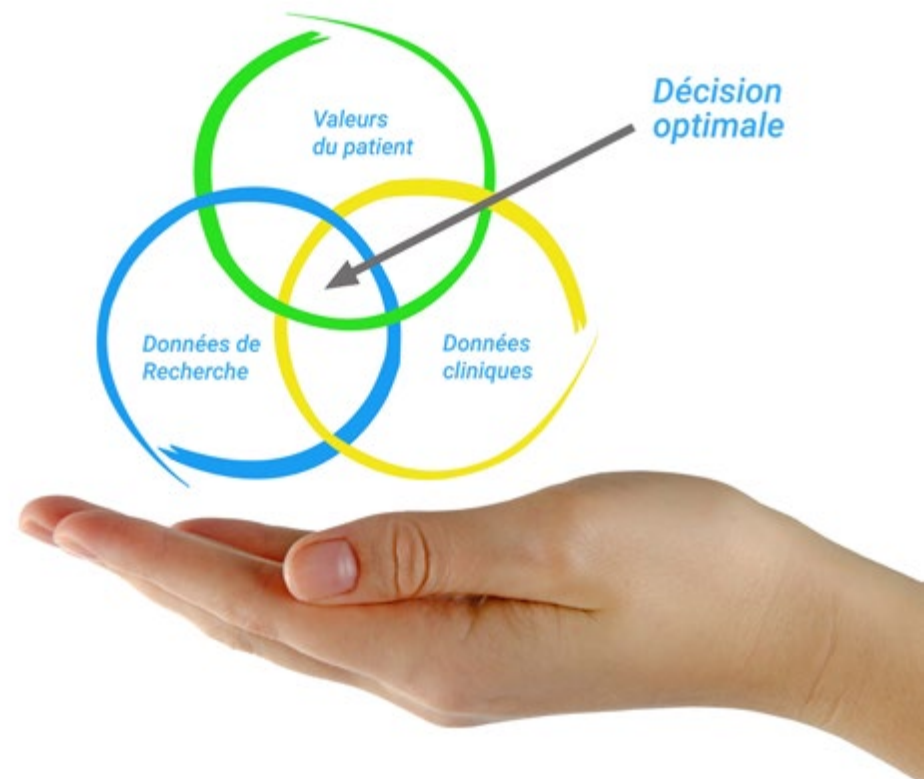 Valeurs
du patient
Décision
optimale
Données de
Recherche
Données
cliniques